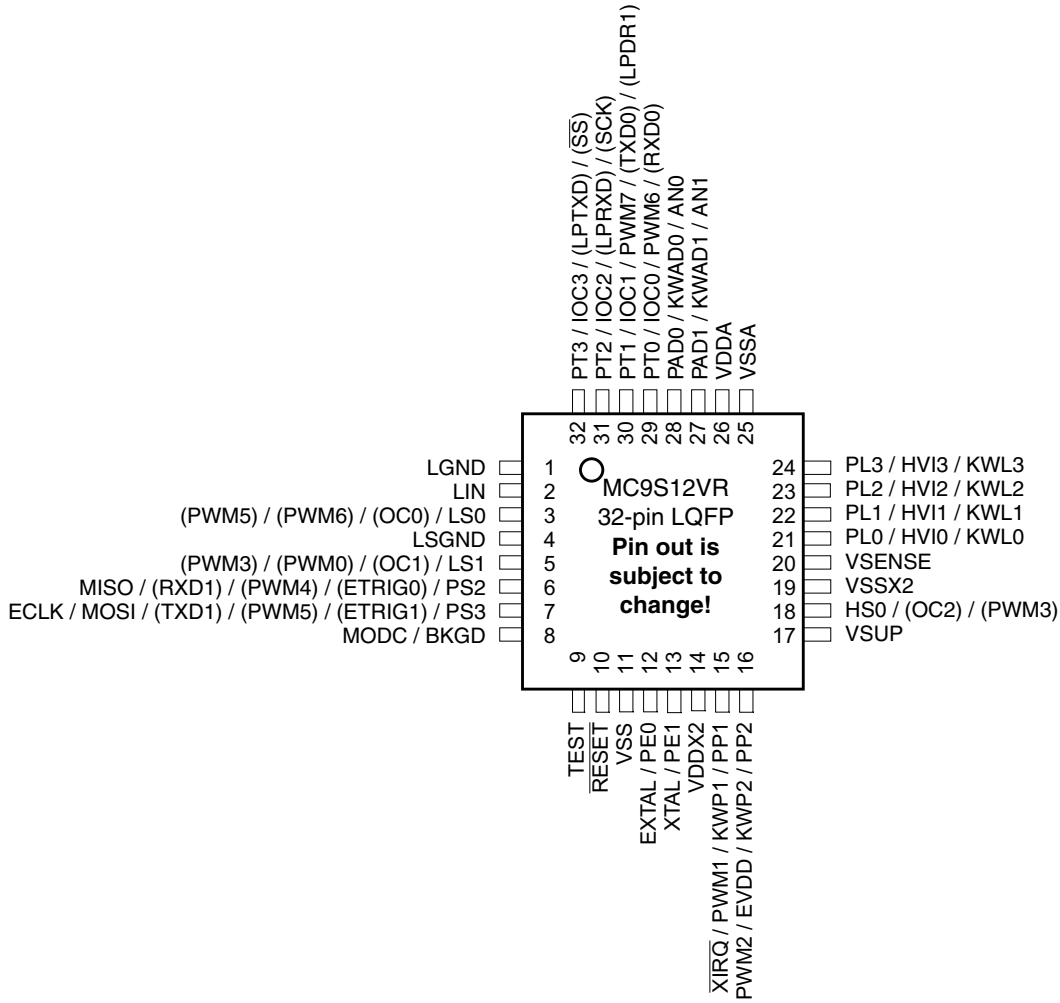 PT3 / IOC3 / (LPTXD) / (S̅S̅)
PT2 / IOC2 / (LPRXD) / (SCK)
PT1 / IOC1 / PWM7 / (TXD0) / (LPDR1)
PT0 / IOC0 / PWM6 / (RXD0)
PAD0 / KWAD0 / AN0
PAD1 / KWAD1 / AN1
VDDA
VSSA
32
31
30
29
28
27
26
25
LGND
LIN
(PWM5) / (PWM6) / (OC0) / LS0
LSGND
(PWM3) / (PWM0) / (OC1) / LS1
MISO / (RXD1) / (PWM4) / (ETRIG0) / PS2
ECLK / MOSI / (TXD1) / (PWM5) / (ETRIG1) / PS3
MODC / BKGD
1
2
3
4
5
6
7
8
MC9S12VR
32-pin LQFP
Pin out is
subject to
change!
24
23
22
21
20
19
18
17
PL3 / HVI3 / KWL3
PL2 / HVI2 / KWL2
PL1 / HVI1 / KWL1
PL0 / HVI0 / KWL0
VSENSE
VSSX2
HS0 / (OC2) / (PWM3)
VSUP
9
10
11
12
13
14
15
16
TEST
R̅E̅S̅E̅T̅
VSS
EXTAL / PE0
XTAL / PE1
VDDX2
X̅I̅R̅Q̅ / PWM1 / KWP1 / PP1
PWM2 / EVDD / KWP2 / PP2